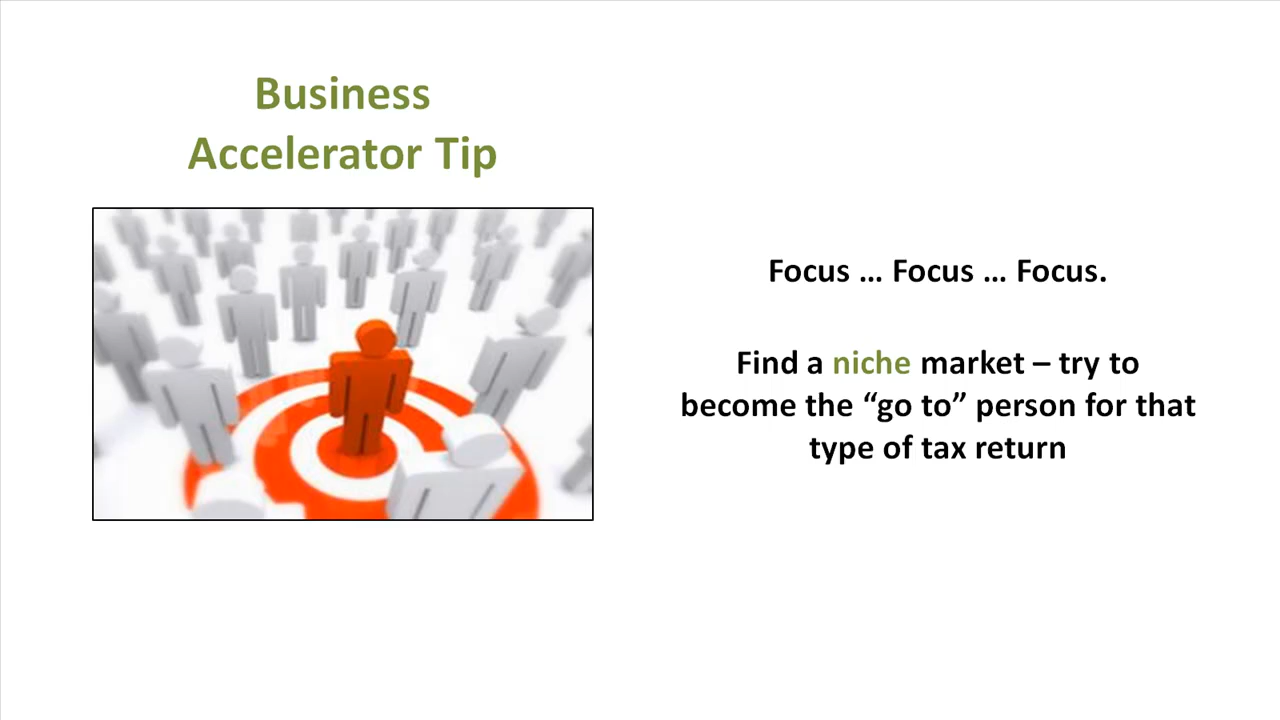 Business
Accelerator Tip
Focus … Focus … Focus.
Find a niche market – try to
become the “go to” person for that
type of tax return